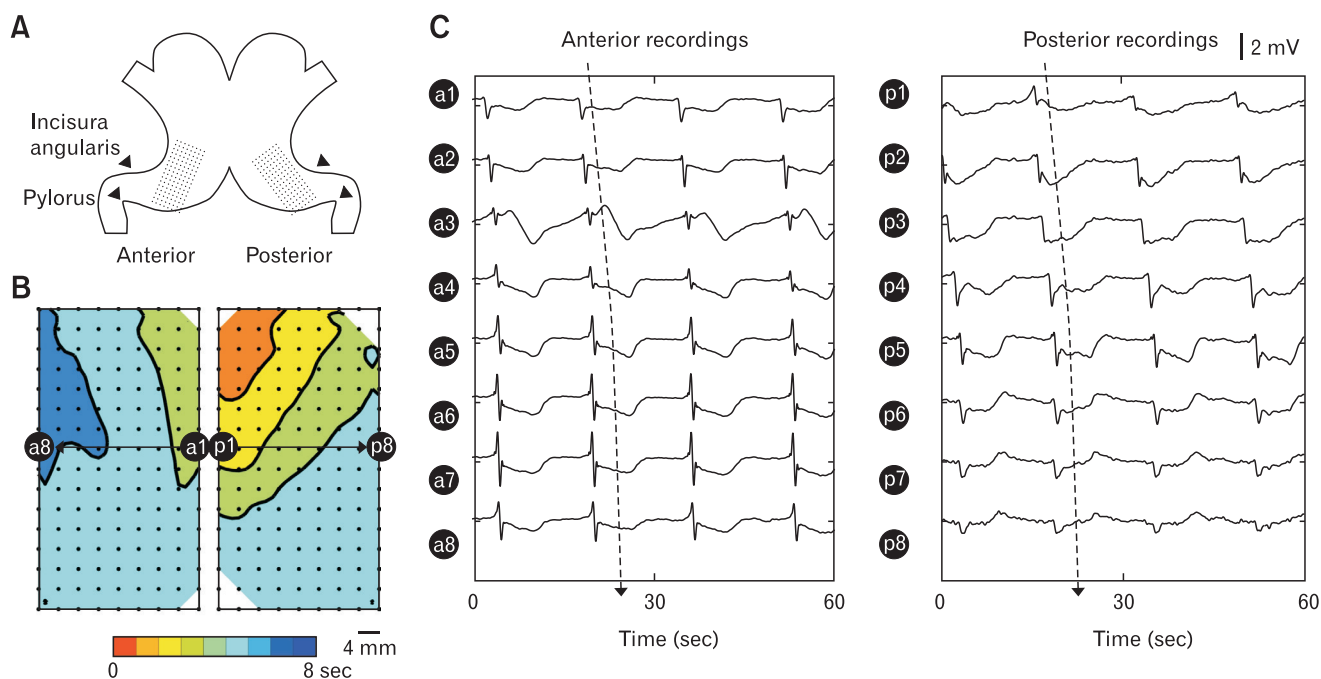 A
Incisura
angularis
Pylorus
Anterior
Posterior
B
a8
a1
p1
p8
0
8 sec
4 mm
C
Anterior recordings
a1
a2
a3
a4
a5
a6
a7
a8
0
30
60
Time (sec)
Posterior recordings
2 mV
p1
p2
p3
p4
p5
p6
p7
p8
0
30
60
Time (sec)